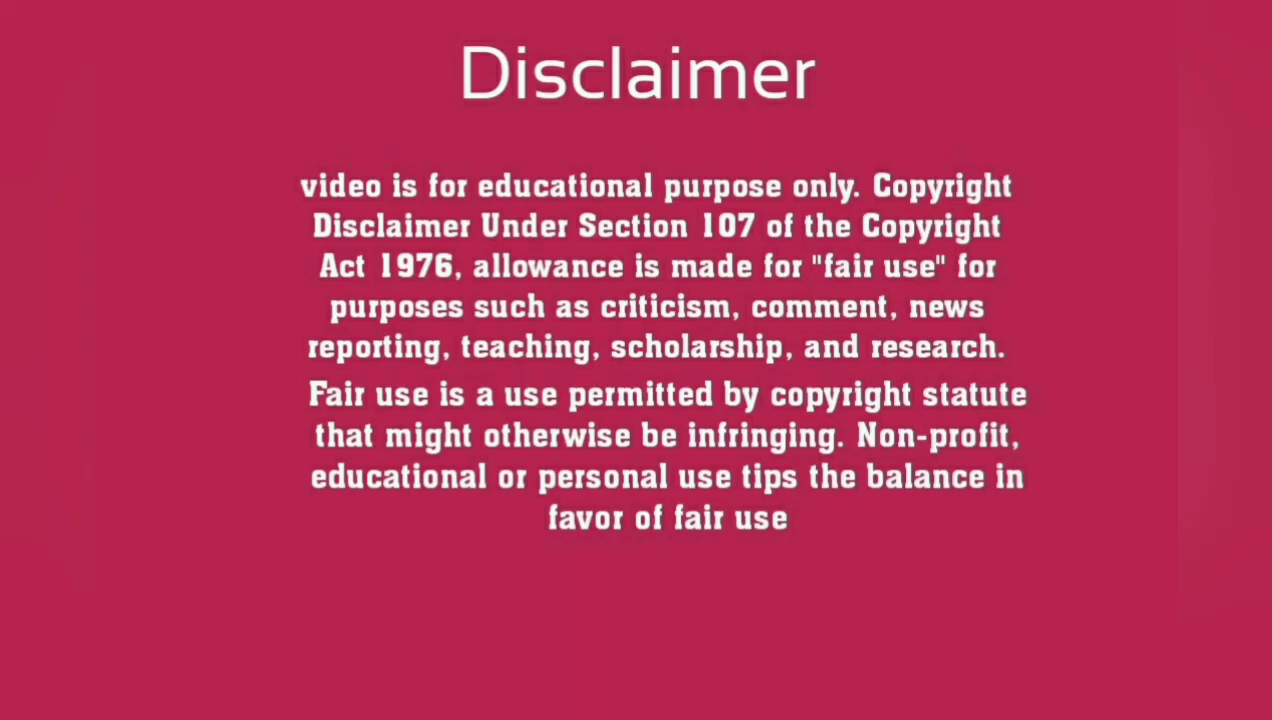 Disclaimer
video is for educational purpose only. Copyright
Disclaimer Under Section 107 of the Copyright
Act 1976, allowance is made for "fair use" for
purposes such as criticism, comment, news
reporting, teaching, scholarship, and research.
Fair use is a use permitted by copyright statute
that might otherwise be infringing. Non-profit,
educational or personal use tips the balance in
favor of fair use